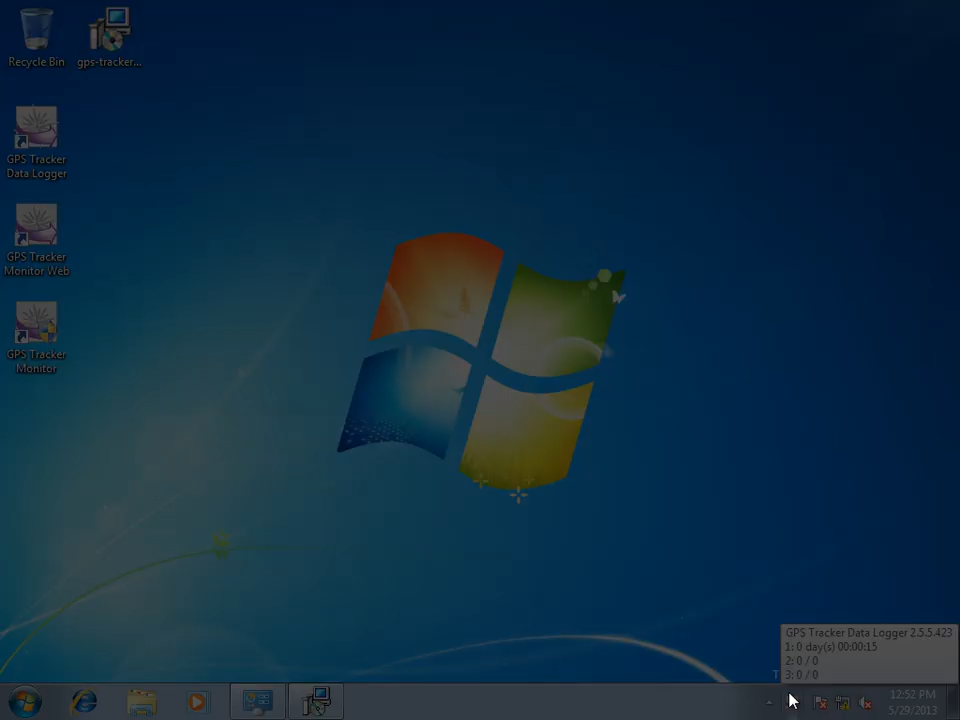 Recycle Bin
gps-tracker...
GPS Tracker
Data Logger
GPS Tracker
Monitor Web
GPS Tracker
Monitor
GPS Tracker Data Logger 2.5.5.423
1: 0 day(s) 00:00:15
2: 0 / 0
3: 0 / 0
T
12:52 PM
5/29/2013